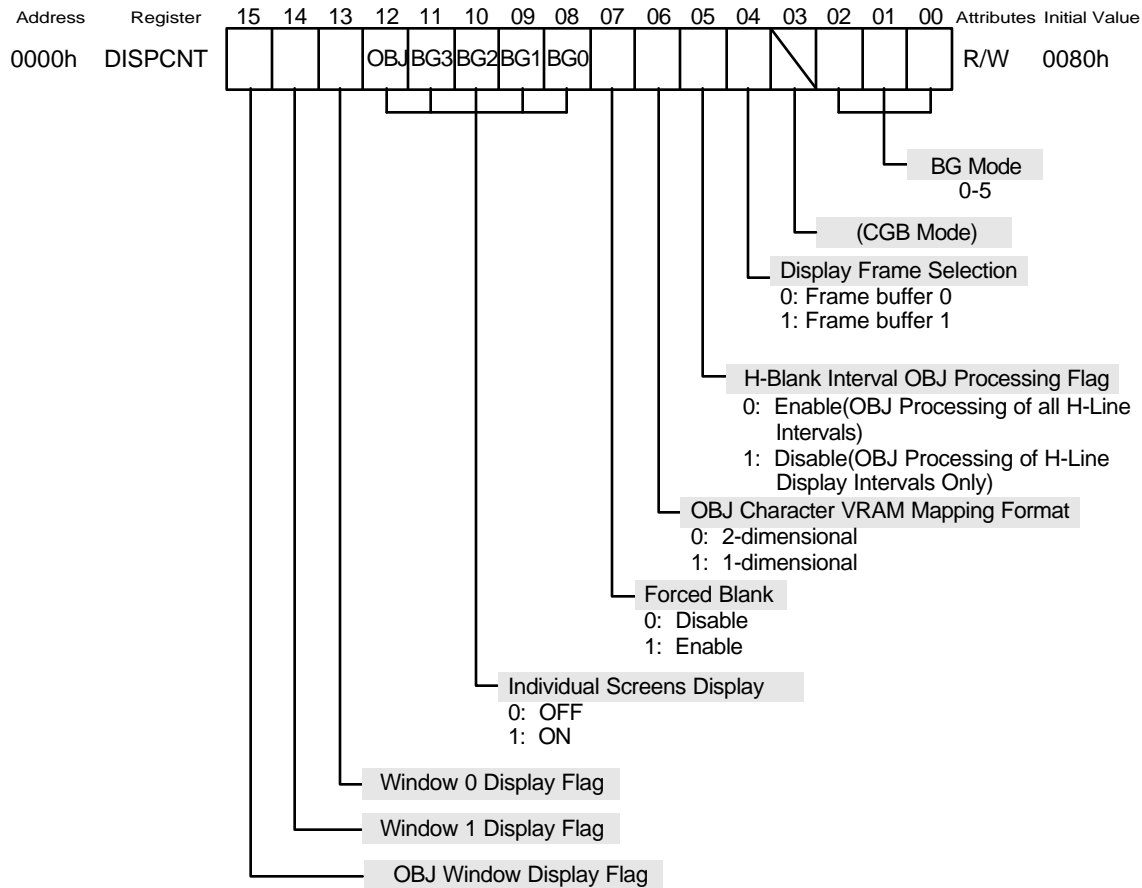 Address Register 15 14 13 12 11 10 09 08 07 06 05 04 03 02 01 00 Attributes Initial Value
0000h DISPCNT OBJ BG3 BG2 BG1 BG0 R/W 0080h
BG Mode
0-5
(CGB Mode)
Display Frame Selection
0: Frame buffer 0
1: Frame buffer 1
H-Blank Interval OBJ Processing Flag
0: Enable(OBJ Processing of all H-Line
Intervals)
1: Disable(OBJ Processing of H-Line
Display Intervals Only)
OBJ Character VRAM Mapping Format
0: 2-dimensional
1: 1-dimensional
Forced Blank
0: Disable
1: Enable
Individual Screens Display
0: OFF
1: ON
Window 0 Display Flag
Window 1 Display Flag
OBJ Window Display Flag